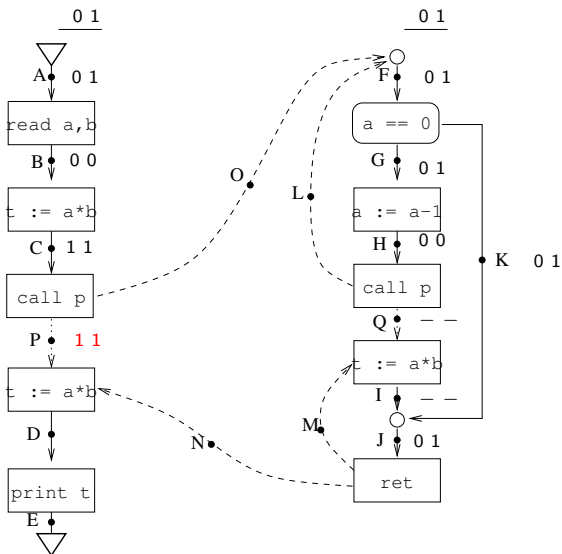 0 1
A 0 1
read a,b
B 0 0
t := a*b
C 1 1
call p
P 1 1
t := a*b
D
print t
E
O
L
N
M
0 1
F 0 1
a == 0
G 0 1
a := a-1
H 0 0
K 0 1
call p
Q – –
t := a*b
I – –
J 0 1
ret